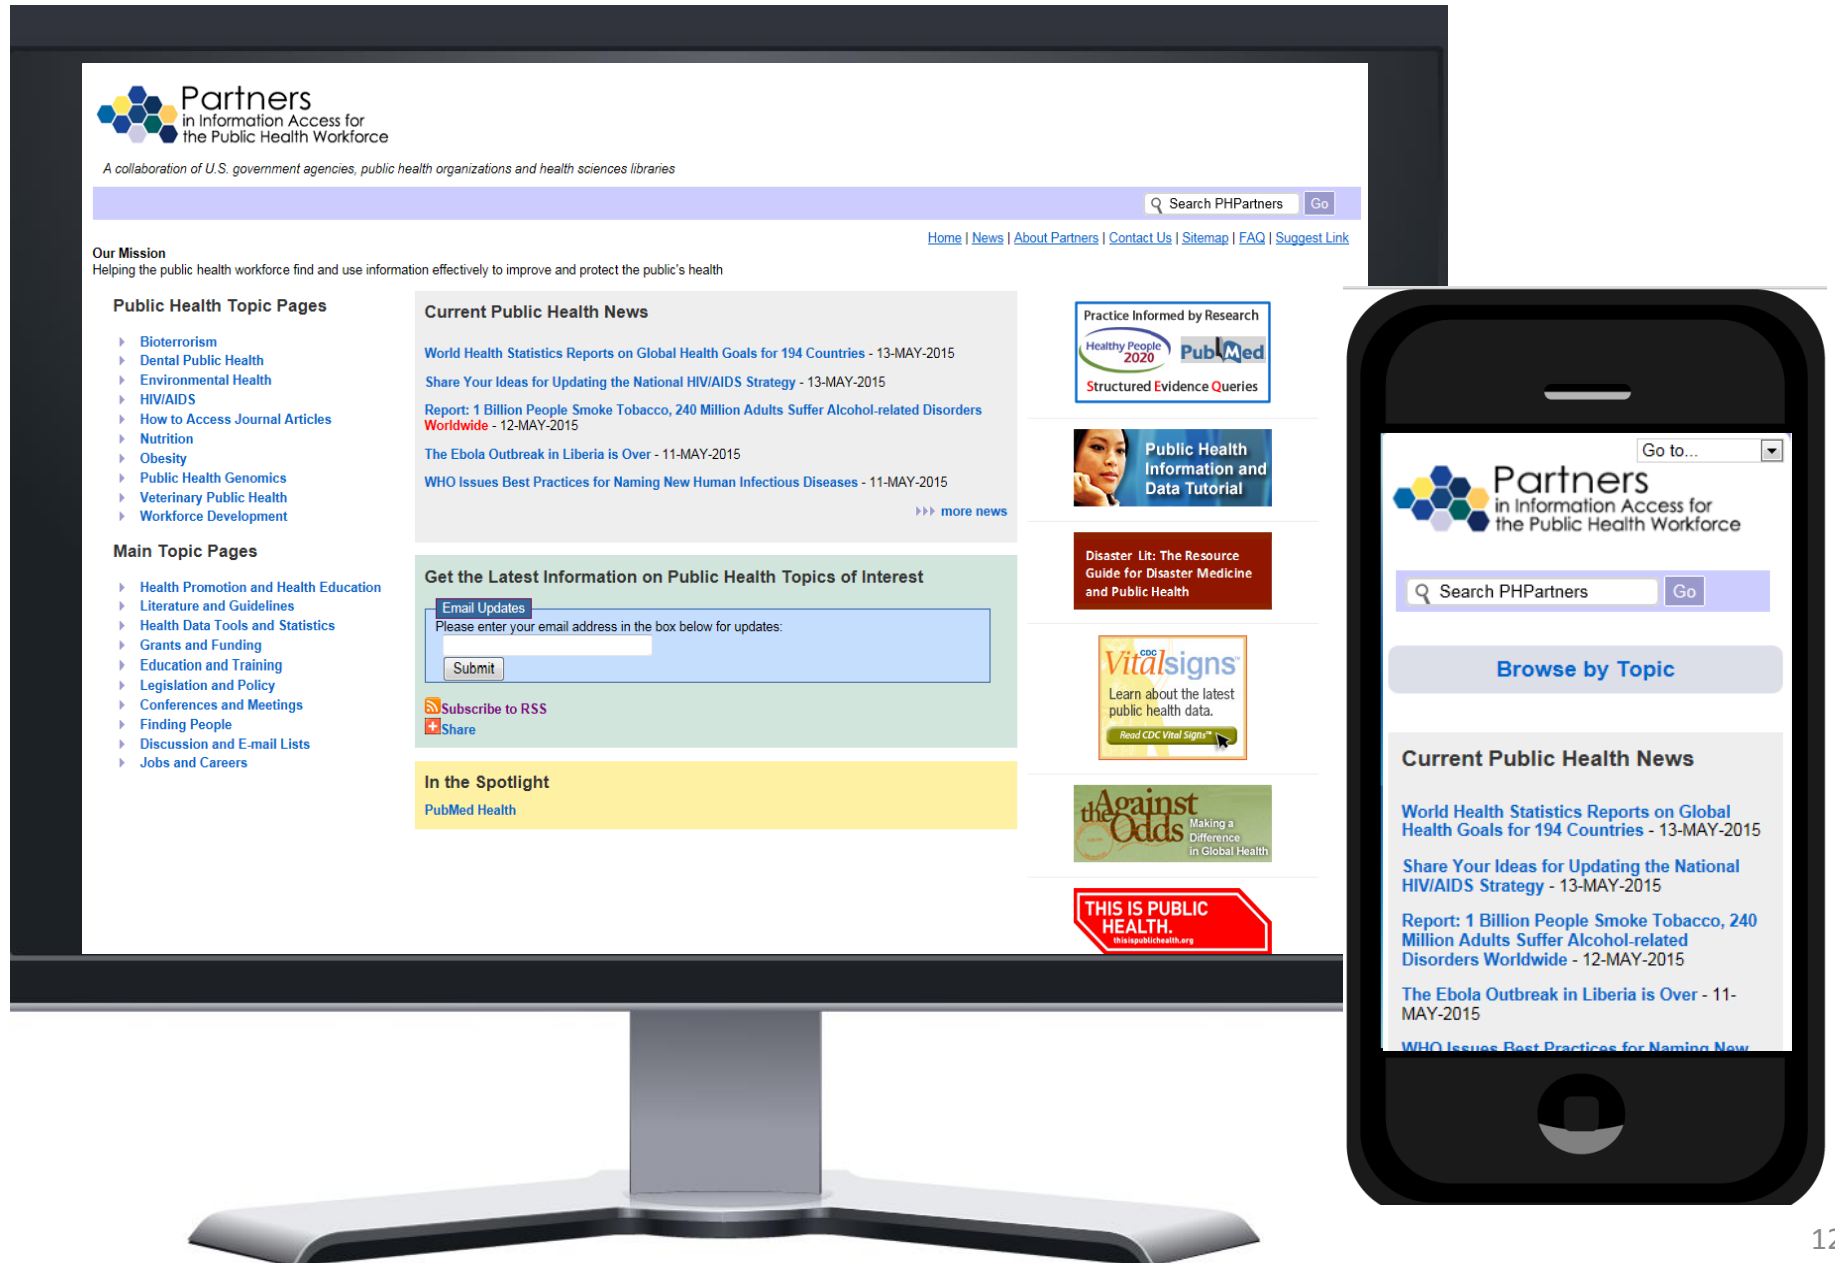 Partners
in Information Access for
the Public Health Workforce
A collaboration of U.S. government agencies, public health organizations and health sciences libraries
Search PHPartners Go
Home | News | About Partners | Contact Us | Sitemap | FAQ | Suggest Link
Our Mission
Helping the public health workforce find and use information effectively to improve and protect the public's health
Public Health Topic Pages
Bioterrorism
Dental Public Health
Environmental Health
HIV/AIDS
How to Access Journal Articles
Nutrition
Obesity
Public Health Genomics
Veterinary Public Health
Workforce Development
Main Topic Pages
Health Promotion and Health Education
Literature and Guidelines
Health Data Tools and Statistics
Grants and Funding
Education and Training
Legislation and Policy
Conferences and Meetings
Finding People
Discussion and E-mail Lists
Jobs and Careers
Current Public Health News
World Health Statistics Reports on Global Health Goals for 194 Countries - 13-MAY-2015
Share Your Ideas for Updating the National HIV/AIDS Strategy - 13-MAY-2015
Report: 1 Billion People Smoke Tobacco, 240 Million Adults Suffer Alcohol-related Disorders
Worldwide - 12-MAY-2015
The Ebola Outbreak in Liberia is Over - 11-MAY-2015
WHO Issues Best Practices for Naming New Human Infectious Diseases - 11-MAY-2015
more news
Get the Latest Information on Public Health Topics of Interest
Email Updates
Please enter your email address in the box below for updates:
Submit
Subscribe to RSS
Share
In the Spotlight
PubMed Health
Practice Informed by Research
Healthy People
2020
PubMed
Structured Evidence Queries
Public Health
Information and
Data Tutorial
Disaster Lit: The Resource
Guide for Disaster Medicine
and Public Health
CDC
Vitalsigns™
Learn about the latest
public health data.
Read CDC Vital Signs™
Against
the Odds
Making a
Difference
in Global Health
THIS IS PUBLIC
HEALTH.
thisispublichealth.org
Go to...
Partners
in Information Access for
the Public Health Workforce
Search PHPartners Go
Browse by Topic
Current Public Health News
World Health Statistics Reports on Global
Health Goals for 194 Countries - 13-MAY-2015
Share Your Ideas for Updating the National
HIV/AIDS Strategy - 13-MAY-2015
Report: 1 Billion People Smoke Tobacco, 240
Million Adults Suffer Alcohol-related
Disorders Worldwide - 12-MAY-2015
The Ebola Outbreak in Liberia is Over - 11-
MAY-2015
WHO Issues Best Practices for Naming New
12